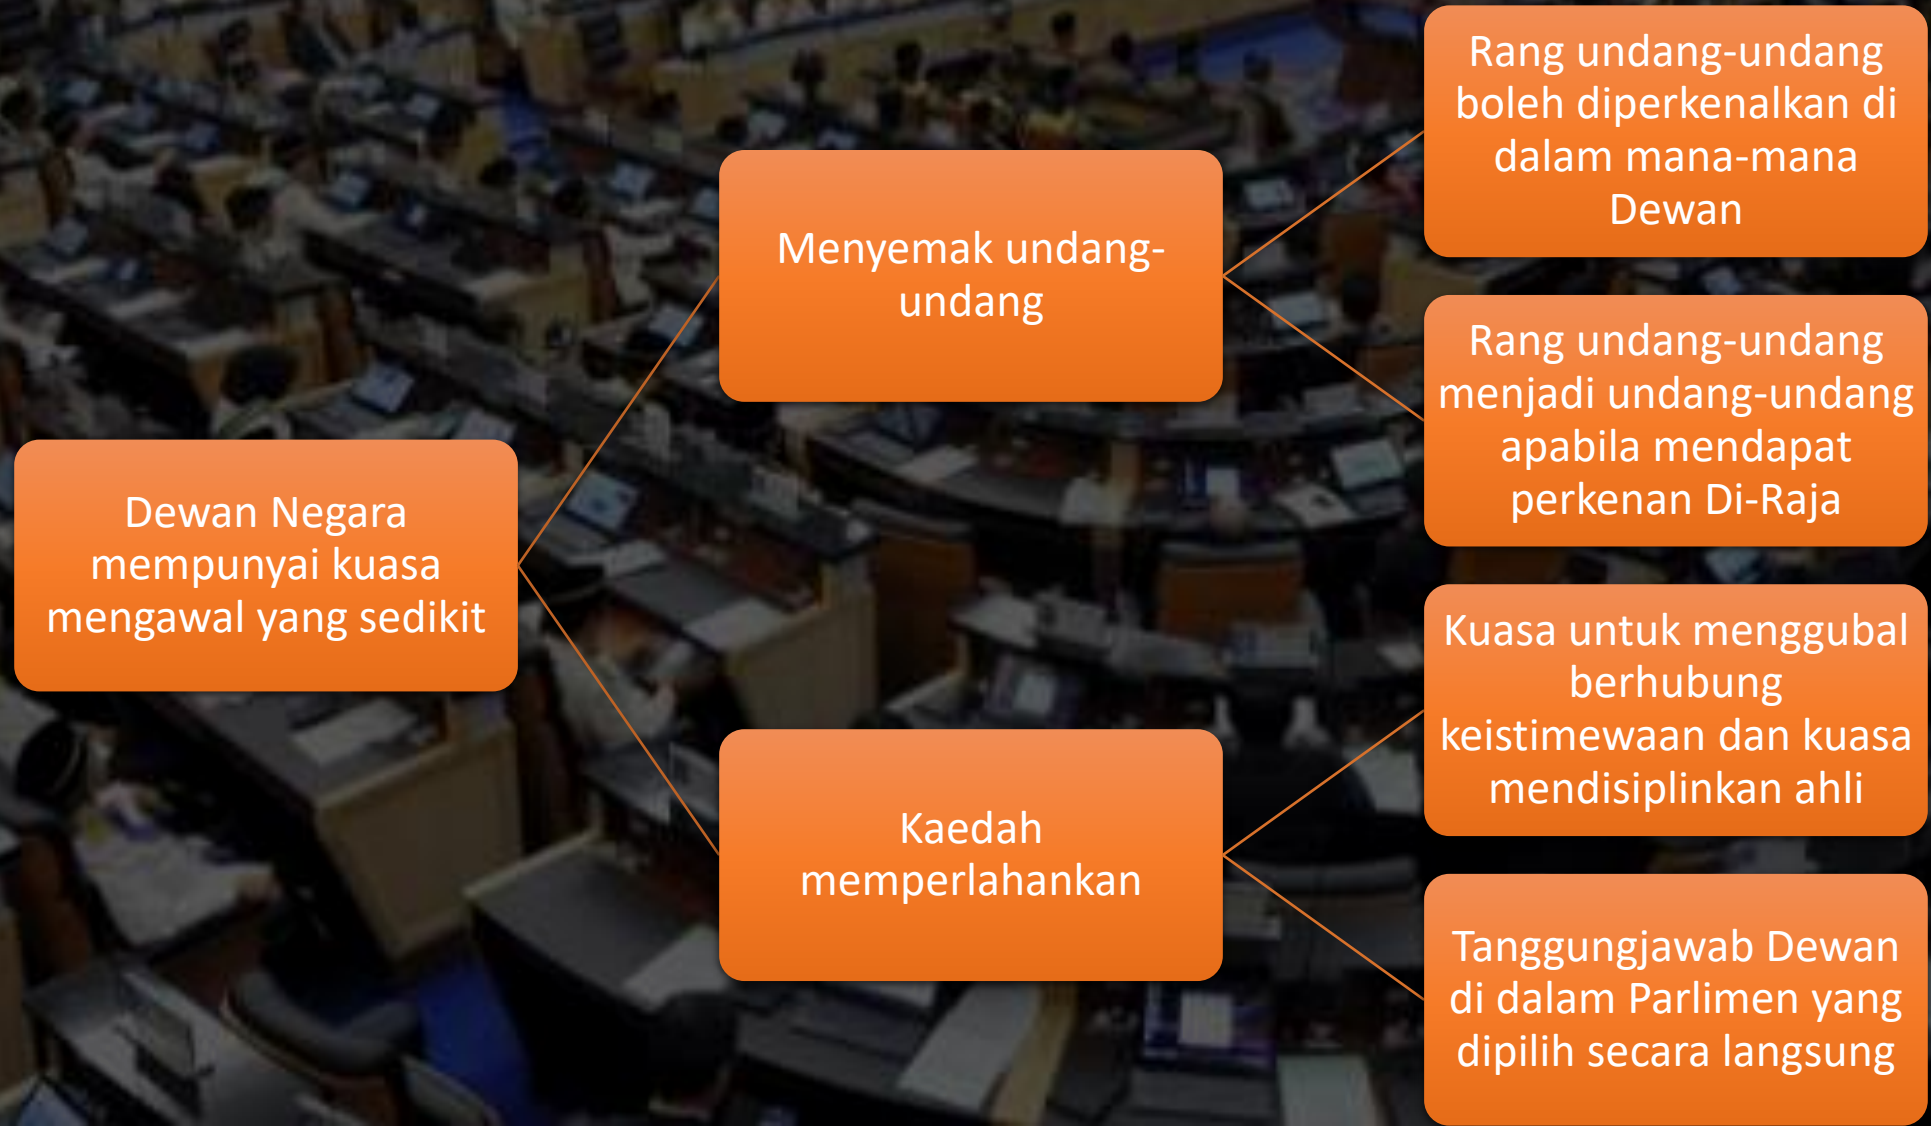 Dewan Negara
mempunyai kuasa
mengawal yang sedikit
Menyemak undang-
undang
Rang undang-undang
boleh diperkenalkan di
dalam mana-mana
Dewan
Rang undang-undang
menjadi undang-undang
apabila mendapat
perkenan Di-Raja
Kaedah
memperlahankan
Kuasa untuk menggubal
berhubung
keistimewaan dan kuasa
mendisiplinkan ahli
Tanggungjawab Dewan
di dalam Parlimen yang
dipilih secara langsung